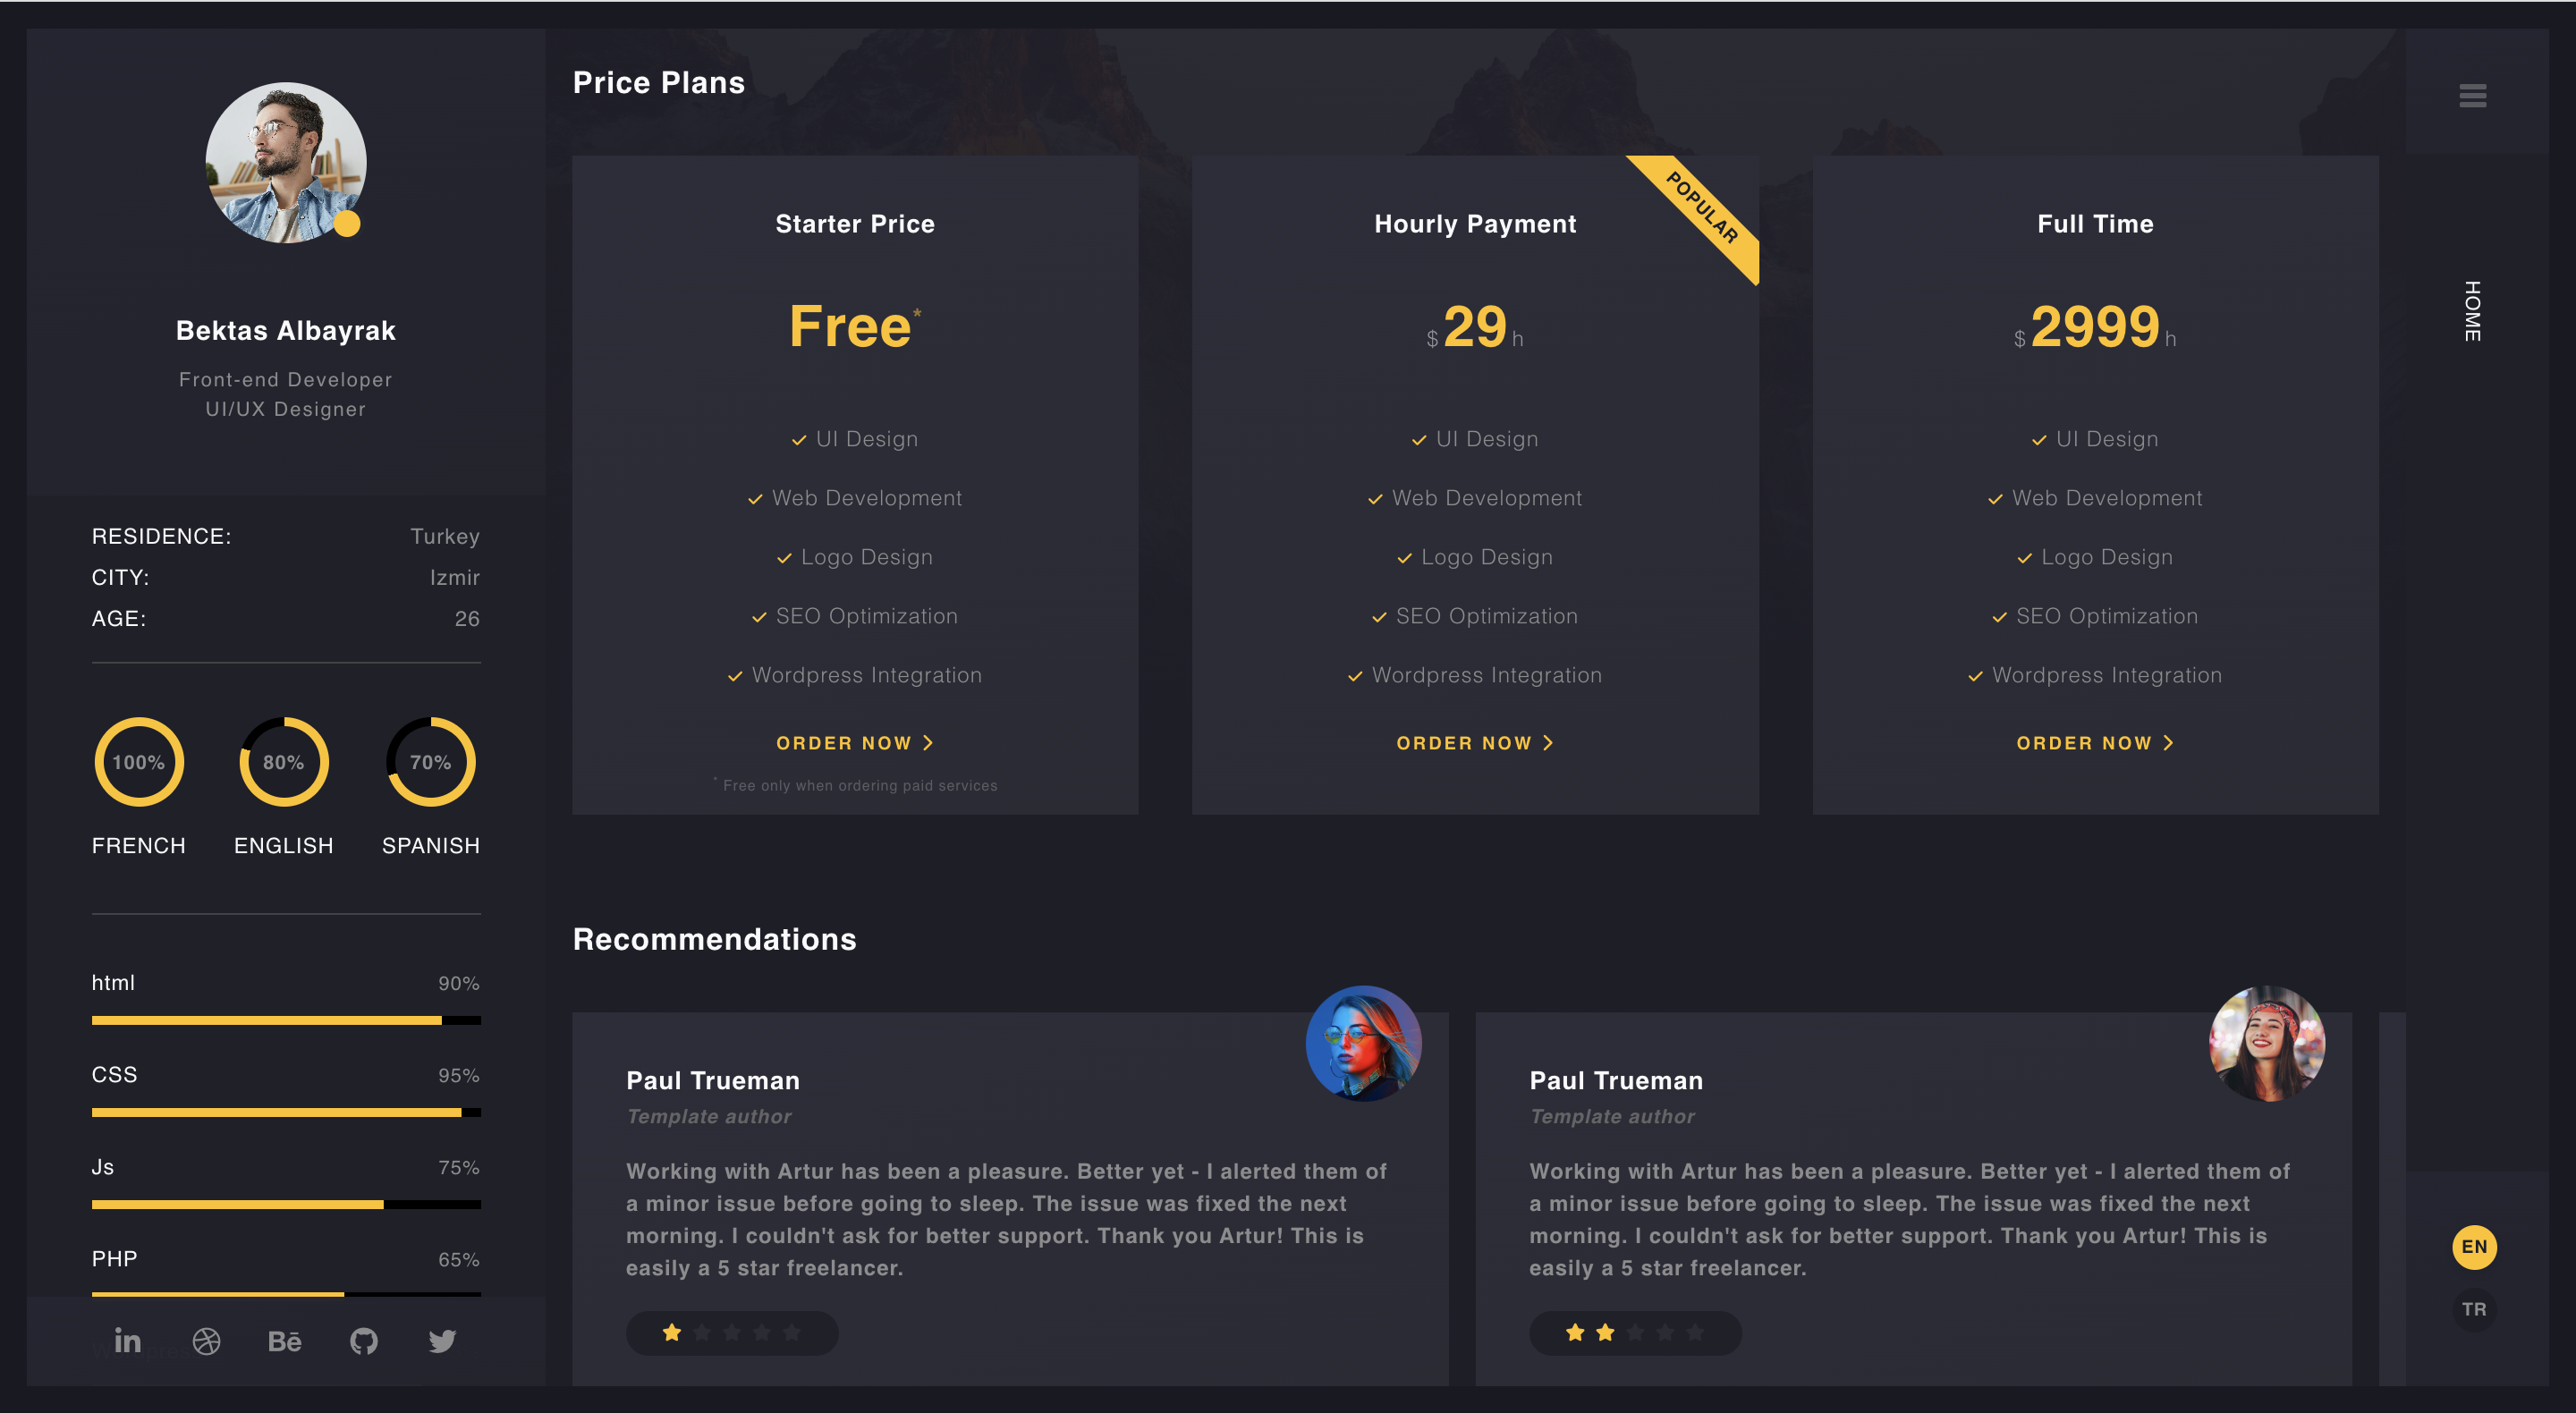 Bektas Albayrak
Front-end Developer
UI/UX Designer
RESIDENCE: Turkey
CITY: Izmir
AGE: 26
100% 80% 70%
FRENCH ENGLISH SPANISH
html 90%
CSS 95%
Js 75%
PHP 65%
in Bē
Price Plans
Starter Price
Free*
UI Design
Web Development
Logo Design
SEO Optimization
Wordpress Integration
ORDER NOW
* Free only when ordering paid services
POPULAR
Hourly Payment
$ 29 h
UI Design
Web Development
Logo Design
SEO Optimization
Wordpress Integration
ORDER NOW
Full Time
$ 2999 h
UI Design
Web Development
Logo Design
SEO Optimization
Wordpress Integration
ORDER NOW
Recommendations
Paul Trueman
Template author
Working with Artur has been a pleasure. Better yet - I alerted them of
a minor issue before going to sleep. The issue was fixed the next
morning. I couldn't ask for better support. Thank you Artur! This is
easily a 5 star freelancer.
Paul Trueman
Template author
Working with Artur has been a pleasure. Better yet - I alerted them of
a minor issue before going to sleep. The issue was fixed the next
morning. I couldn't ask for better support. Thank you Artur! This is
easily a 5 star freelancer.
HOME
EN
TR